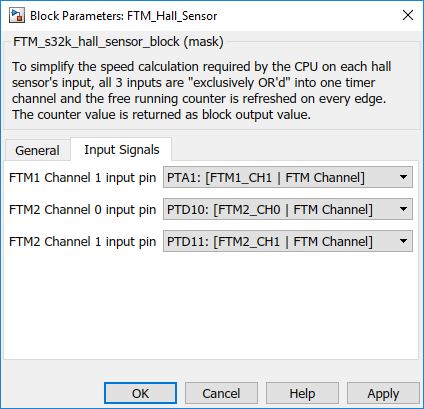 Block Parameters: FTM_Hall_Sensor
FTM_s32k_hall_sensor_block (mask)
To simplify the speed calculation required by the CPU on each hall
sensor's input, all 3 inputs are "exclusively OR'd" into one timer
channel and the free running counter is refreshed on every edge.
The counter value is returned as block output value.
General Input Signals
FTM1 Channel 1 input pin PTA1: [FTM1_CH1 | FTM Channel]
FTM2 Channel 0 input pin PTD10: [FTM2_CH0 | FTM Channel]
FTM2 Channel 1 input pin PTD11: [FTM2_CH1 | FTM Channel]
OK Cancel Help Apply